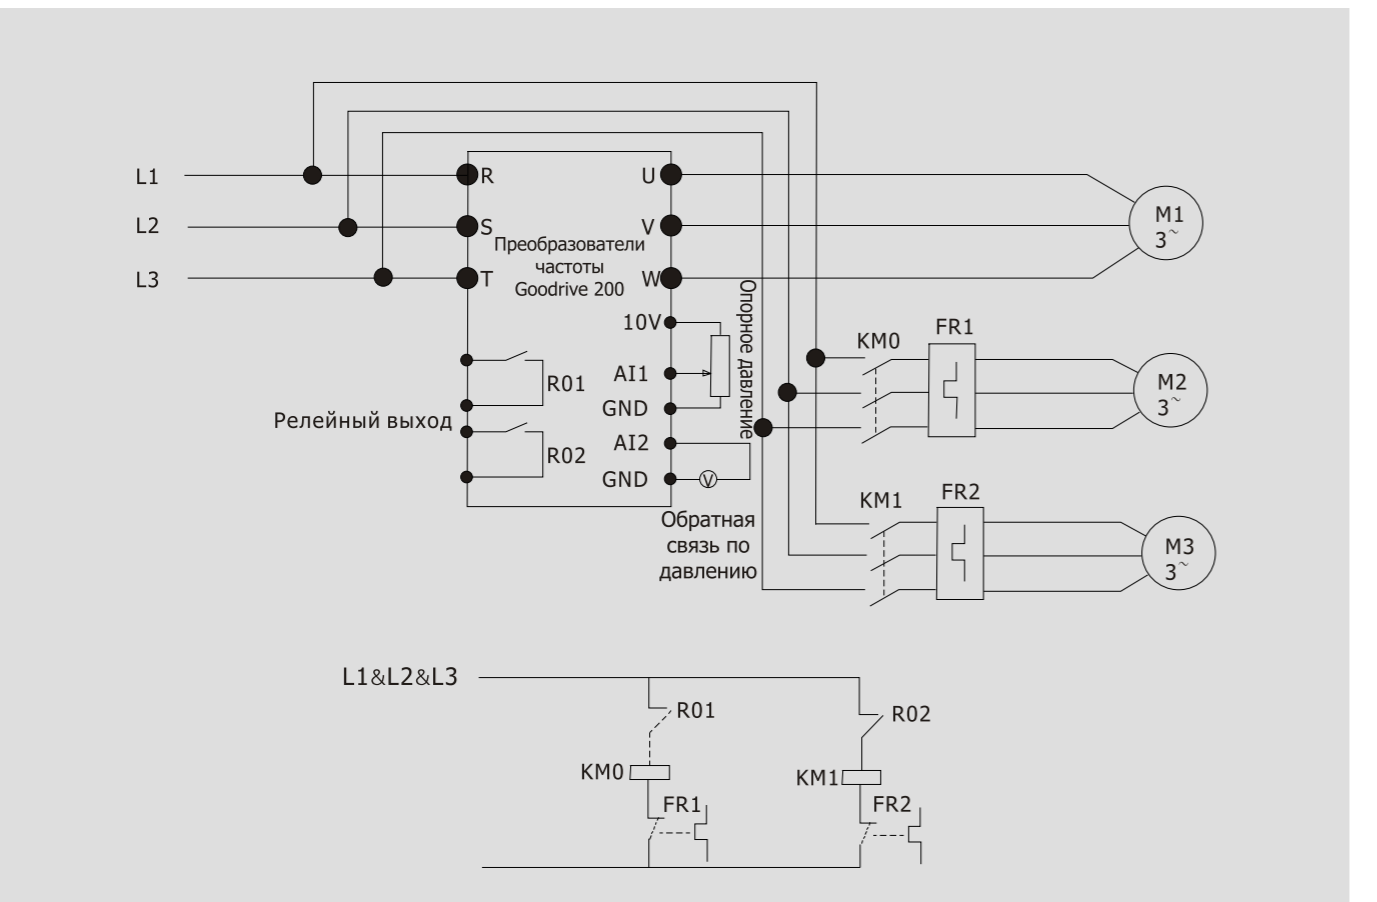 L1
R
U
M1
3~
L2
S
V
Преобразователи
частоты
Goodrive 200
L3
T
W
10V
Опорное давление
FR1
KM0
AI1
R01
M2
3~
GND
Релейный выход
AI2
R02
GND
V
FR2
KM1
Обратная
связь по
давлению
M3
3~
L1&L2&L3
R01
R02
KM0
KM1
FR1
FR2